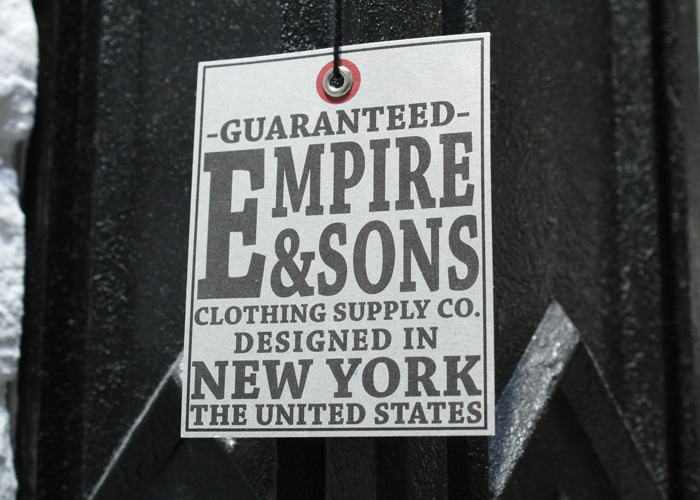 -GUARANTEED-
EMPIRE
&SONS
CLOTHING SUPPLY CO.
DESIGNED IN
NEW YORK
THE UNITED STATES